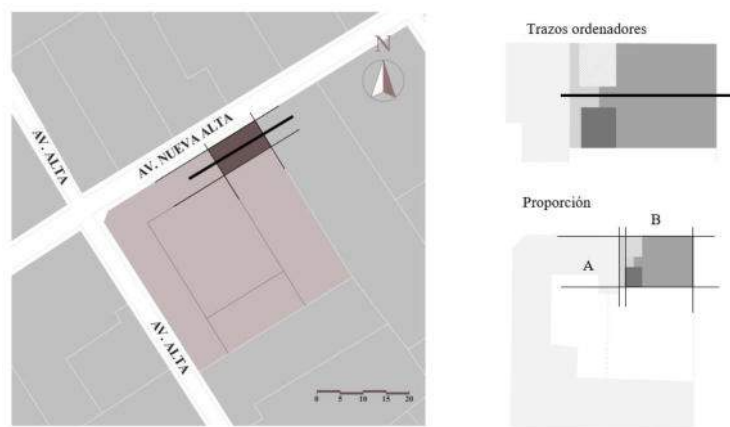 N
AV. ALTA
AV. NUEVA ALTA
AV. ALTA
0 5 10 15 20
Trazos ordenadores
Proporción
B
A